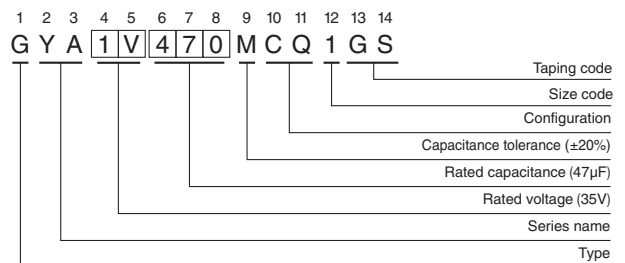 1 2 3 4 5 6 7 8 9 10 11 12 13 14
G Y A 1 V 4 7 0 M C Q 1 G S
Taping code
Size code
Configuration
Capacitance tolerance (±20%)
Rated capacitance (47µF)
Rated voltage (35V)
Series name
Type